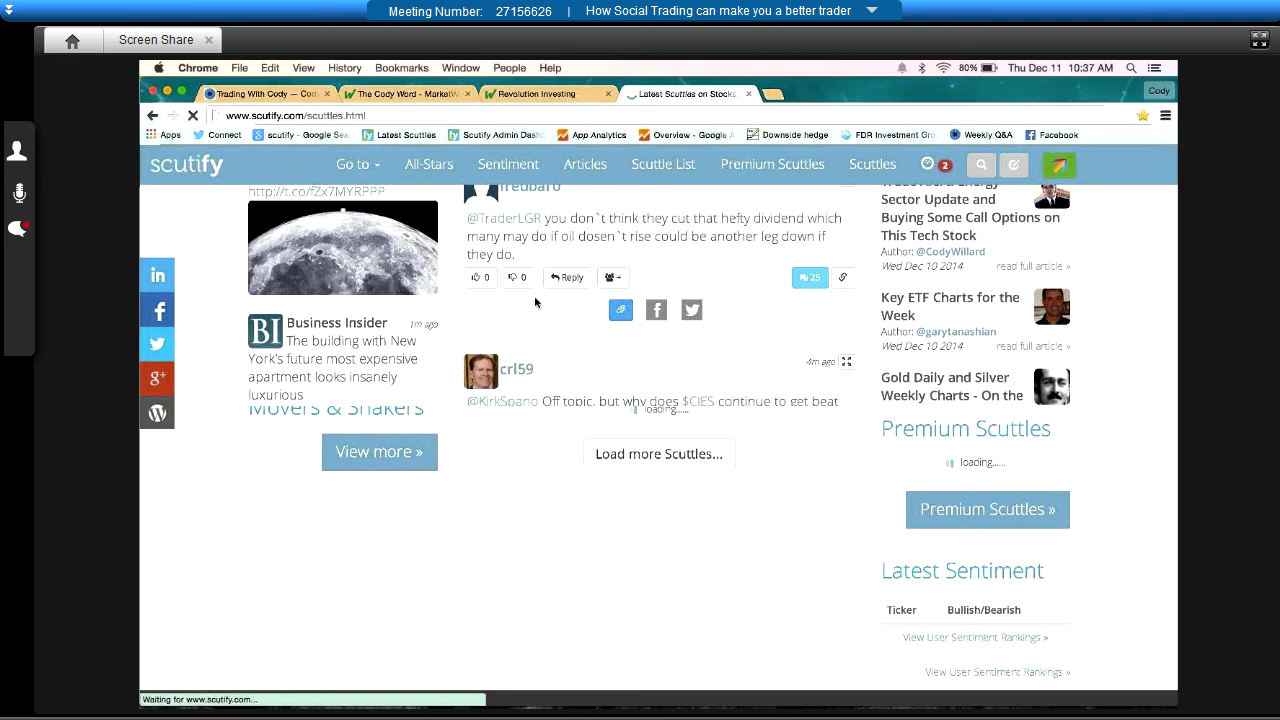 Meeting Number: 27156626 | How Social Trading can make you a better trader
Screen Share
Chrome File Edit View History Bookmarks Window People Help 80% Thu Dec 11 10:37 AM
Trading With Cody — Cod The Cody Word - MarketW Revolution Investing Latest Scuttles on Stocks, Cody
www.scutify.com/scuttles.html
Apps Connect scutify - Google Sea Latest Scuttles Scutify Admin Dash App Analytics Overview - Google A Downside hedge FDR Investment Gro Weekly Q&A Facebook
scutify Go to All-Stars Sentiment Articles Scuttle List Premium Scuttles Scuttles 2
http://t.co/fZx7MYRPPP
BI Business Insider 1m ago
The building with New
York's future most expensive
apartment looks insanely
luxurious
Movers & Shakers
View more »
fredbaro
@TraderLGR you don`t think they cut that hefty dividend which
many may do if oil dosen`t rise could be another leg down if
they do.
0 0 Reply + 25
crl59 4m ago
@KirkSpano Off topic, but why does $CIES continue to get beat
loading......
Load more Scuttles...
Trade Alert: Energy
Sector Update and
Buying Some Call Options on
This Tech Stock
Author: @CodyWillard
Wed Dec 10 2014 read full article »
Key ETF Charts for the
Week
Author: @garytanashian
Wed Dec 10 2014 read full article »
Gold Daily and Silver
Weekly Charts - On the
Premium Scuttles
loading......
Premium Scuttles »
Latest Sentiment
Ticker Bullish/Bearish
View User Sentiment Rankings »
View User Sentiment Rankings »
in
f
g+
Waiting for www.scutify.com...